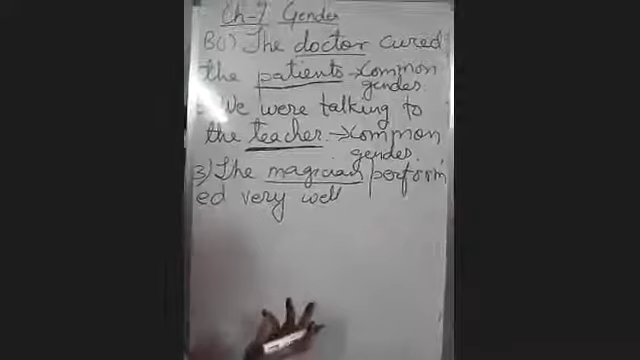 Ch-7 Gender
B(1) The doctor cured
the patients → common
gender.
We were talking to
the teacher. → common
gender.
3) The magician perform
ed very well